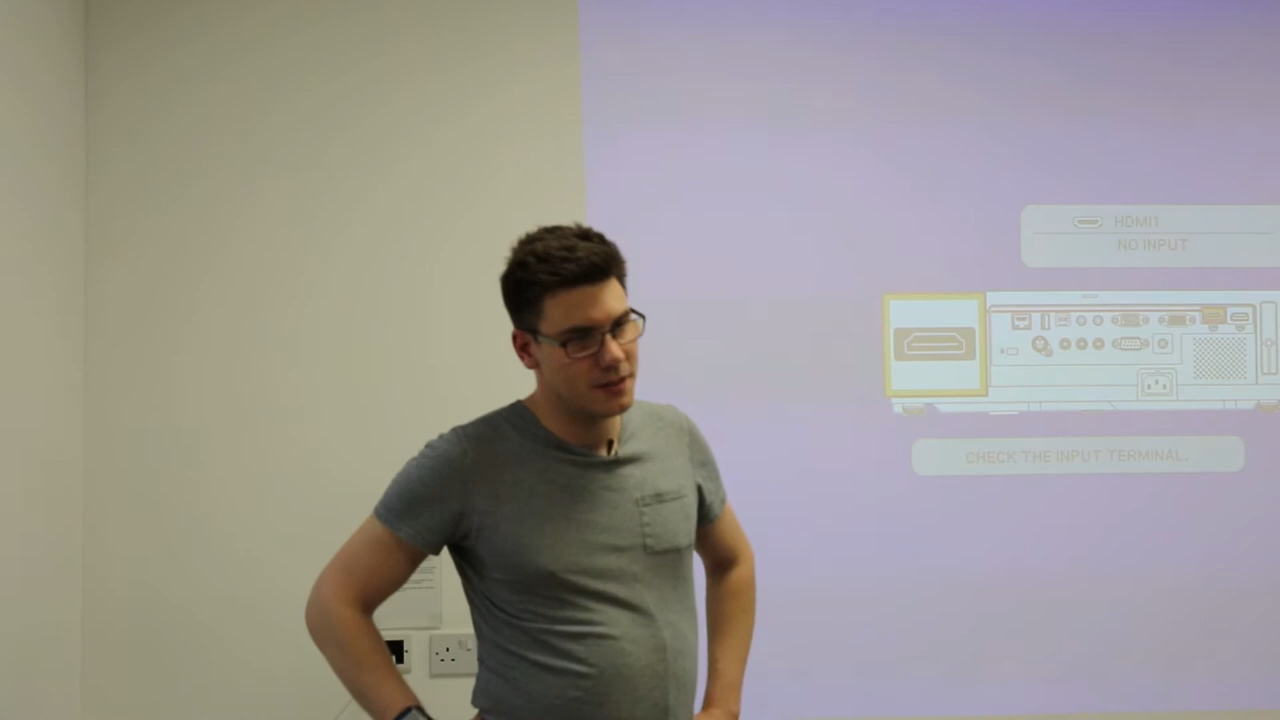 HDMI1
NO INPUT
CHECK THE INPUT TERMINAL.